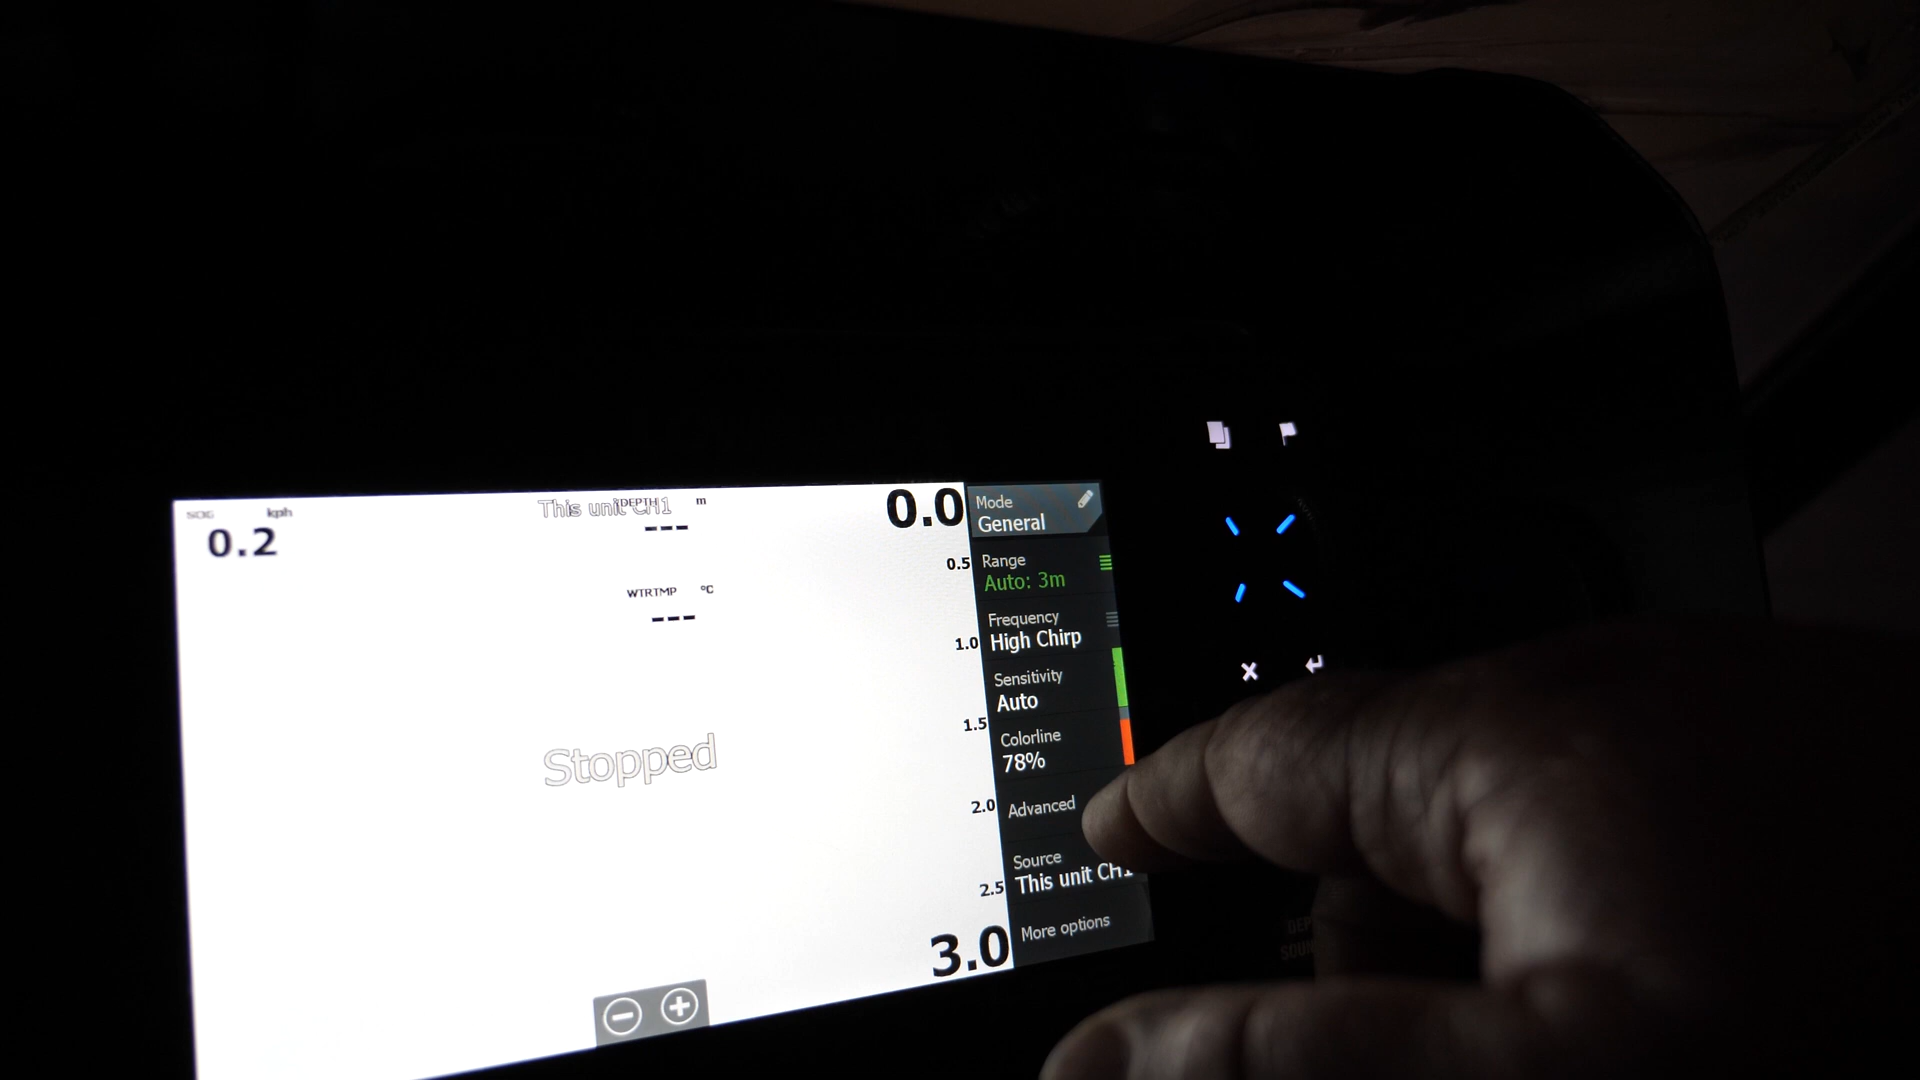 SOG kph
0.2
This unit CH1
DEPTH m
---
WTRTMP °C
---
Stopped
0.0
0.5
1.0
1.5
2.0
2.5
3.0
Mode
General
Range
Auto: 3m
Frequency
High Chirp
Sensitivity
Auto
Colorline
78%
Advanced
Source
This unit CH1
More options